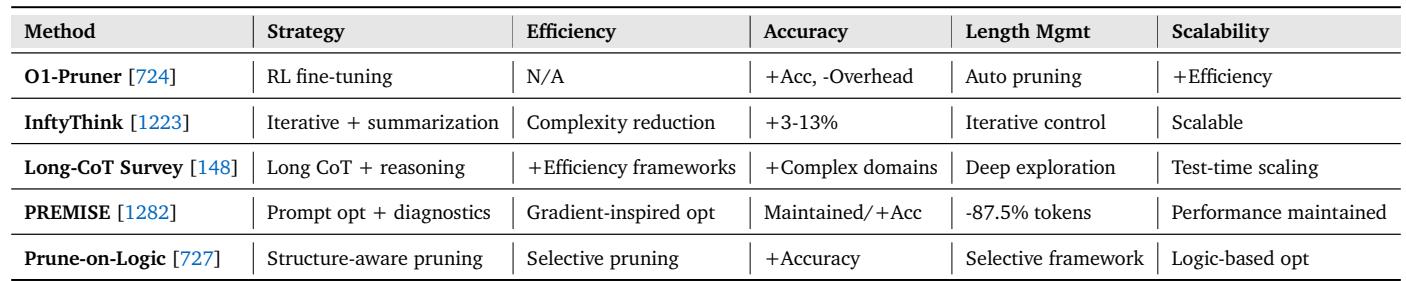 Method Strategy Efficiency Accuracy Length Mgmt Scalability
O1-Pruner [724] RL fine-tuning N/A +Acc, -Overhead Auto pruning +Efficiency
InftyThink [1223] Iterative + summarization Complexity reduction +3-13% Iterative control Scalable
Long-CoT Survey [148] Long CoT + reasoning +Efficiency frameworks +Complex domains Deep exploration Test-time scaling
PREMISE [1282] Prompt opt + diagnostics Gradient-inspired opt Maintained/+Acc -87.5% tokens Performance maintained
Prune-on-Logic [727] Structure-aware pruning Selective pruning +Accuracy Selective framework Logic-based opt